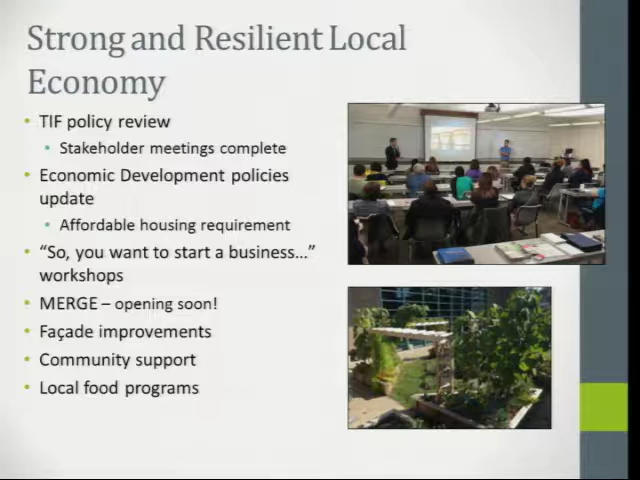 Strong and Resilient Local
Economy
• TIF policy review
• Stakeholder meetings complete
• Economic Development policies
update
• Affordable housing requirement
• “So, you want to start a business…”
workshops
• MERGE – opening soon!
• Façade improvements
• Community support
• Local food programs